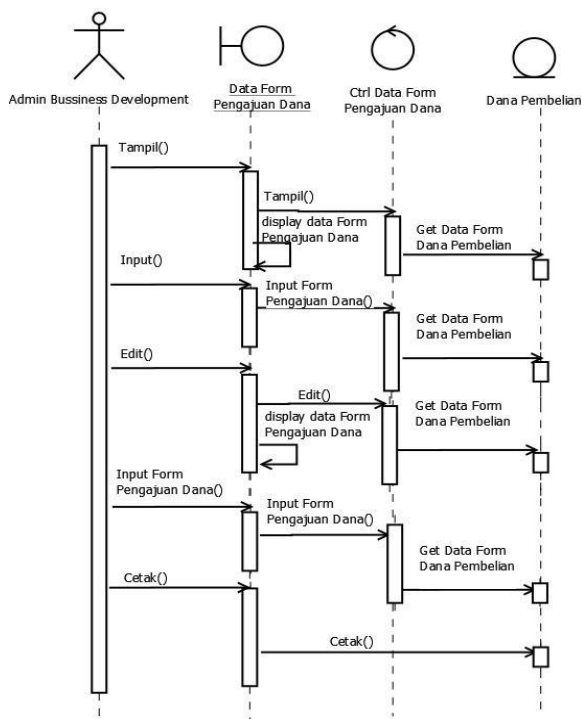 Admin Bussiness Development
Data Form
Pengajuan Dana
Ctrl Data Form
Pengajuan Dana
Dana Pembelian
Tampil()
Tampil()
display data Form
Pengajuan Dana
Get Data Form
Dana Pembelian
Input()
Input Form
Pengajuan Dana()
Get Data Form
Dana Pembelian
Edit()
Edit()
display data Form
Pengajuan Dana
Get Data Form
Dana Pembelian
Input Form
Pengajuan Dana()
Input Form
Pengajuan Dana()
Get Data Form
Dana Pembelian
Cetak()
Cetak()